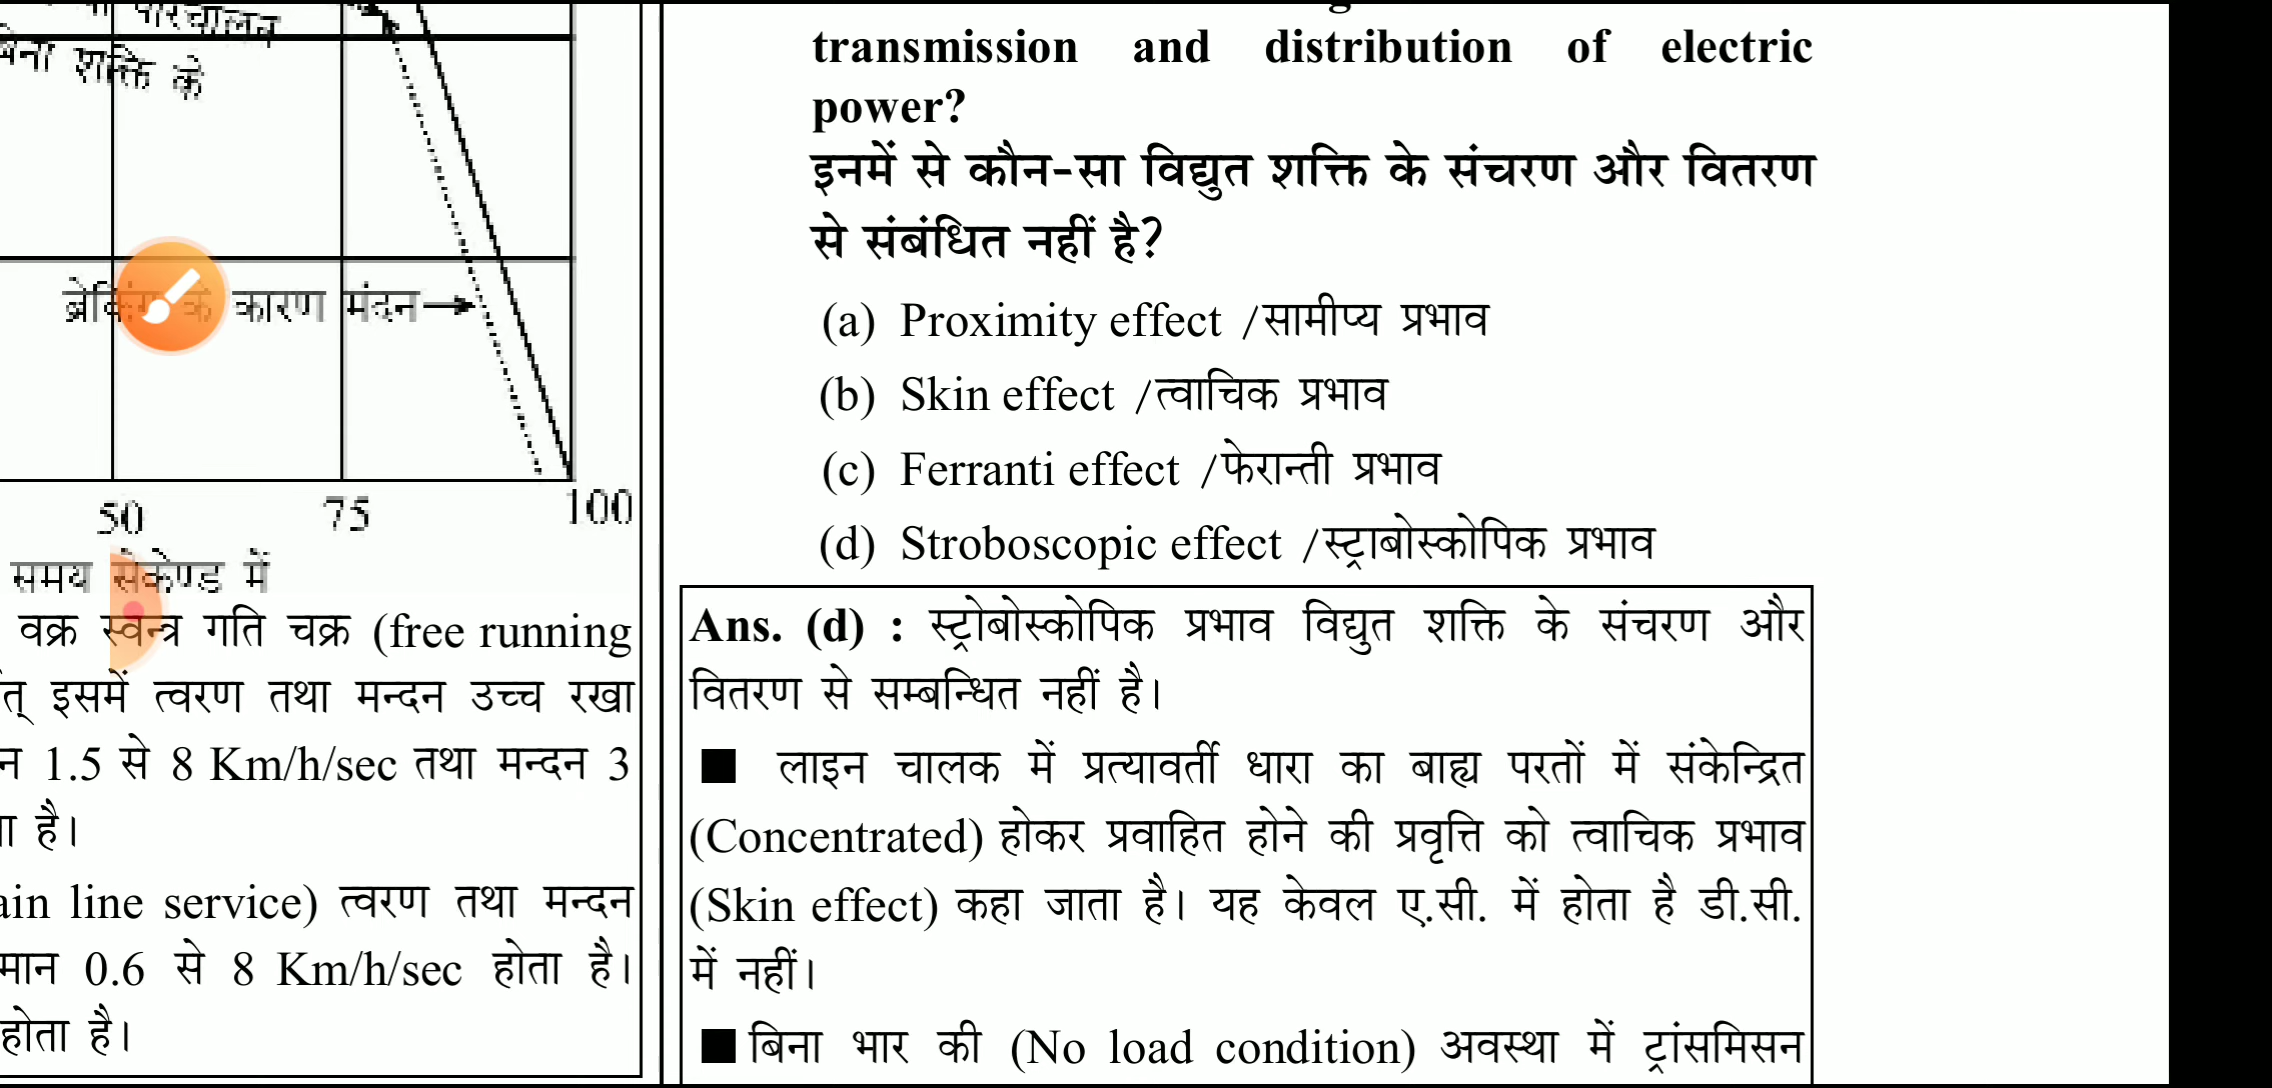 परिचालन
बिना शक्ति के
ब्रेकिंग के कारण मंदन
50 75 100
समय सेकेण्ड में
वक्र स्वन्त्र गति चक्र (free running
इसमें त्वरण तथा मन्दन उच्च रखा
1.5 से 8 Km/h/sec तथा मन्दन 3
है।
line service) त्वरण तथा मन्दन
मान 0.6 से 8 Km/h/sec होता है।
होता है।
transmission and distribution of electric
power?
इनमें से कौन-सा विद्युत शक्ति के संचरण और वितरण
से संबंधित नहीं है?
(a) Proximity effect /सामीप्य प्रभाव
(b) Skin effect /त्वाचिक प्रभाव
(c) Ferranti effect /फेरान्ती प्रभाव
(d) Stroboscopic effect /स्ट्राबोस्कोपिक प्रभाव
Ans. (d) : स्ट्रोबोस्कोपिक प्रभाव विद्युत शक्ति के संचरण और
वितरण से सम्बन्धित नहीं है।
■ लाइन चालक में प्रत्यावर्ती धारा का बाह्य परतों में संकेन्द्रित
(Concentrated) होकर प्रवाहित होने की प्रवृत्ति को त्वाचिक प्रभाव
(Skin effect) कहा जाता है। यह केवल ए.सी. में होता है डी.सी.
में नहीं।
■ बिना भार की (No load condition) अवस्था में ट्रांसमिसन